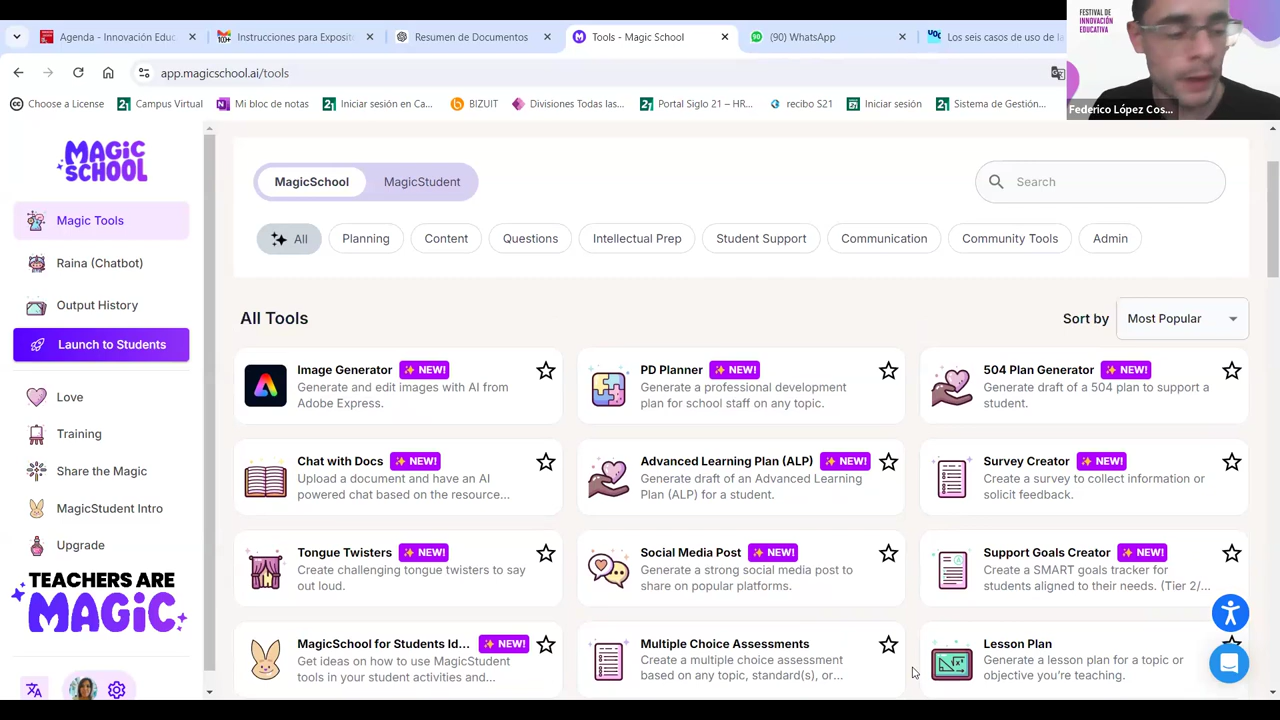 Agenda - Innovación Educ
Instrucciones para Exposit
Resumen de Documentos
Tools - Magic School
(90) WhatsApp
Los seis casos de uso de la
app.magicschool.ai/tools
Choose a License
Campus Virtual
Mi bloc de notas
Iniciar sesión en Ca...
BIZUIT
Divisiones Todas las...
Portal Siglo 21 – HR...
recibo S21
Iniciar sesión
Sistema de Gestión...
FESTIVAL DE
INNOVACIÓN
EDUCATIVA
Federico López Cos...
MAGIC
SCHOOL
Magic Tools
Raina (Chatbot)
Output History
Launch to Students
Love
Training
Share the Magic
MagicStudent Intro
Upgrade
TEACHERS ARE
MAGIC
MagicSchool
MagicStudent
Search
All
Planning
Content
Questions
Intellectual Prep
Student Support
Communication
Community Tools
Admin
All Tools
Sort by
Most Popular
Image Generator NEW!
Generate and edit images with AI from
Adobe Express.
PD Planner NEW!
Generate a professional development
plan for school staff on any topic.
504 Plan Generator NEW!
Generate draft of a 504 plan to support a
student.
Chat with Docs NEW!
Upload a document and have an AI
powered chat based on the resource...
Advanced Learning Plan (ALP) NEW!
Generate draft of an Advanced Learning
Plan (ALP) for a student.
Survey Creator NEW!
Create a survey to collect information or
solicit feedback.
Tongue Twisters NEW!
Create challenging tongue twisters to say
out loud.
Social Media Post NEW!
Generate a strong social media post to
share on popular platforms.
Support Goals Creator NEW!
Create a SMART goals tracker for
students aligned to their needs. (Tier 2/...
MagicSchool for Students Id... NEW!
Get ideas on how to use MagicStudent
tools in your student activities and...
Multiple Choice Assessments
Create a multiple choice assessment
based on any topic, standard(s), or...
Lesson Plan
Generate a lesson plan for a topic or
objective you're teaching.